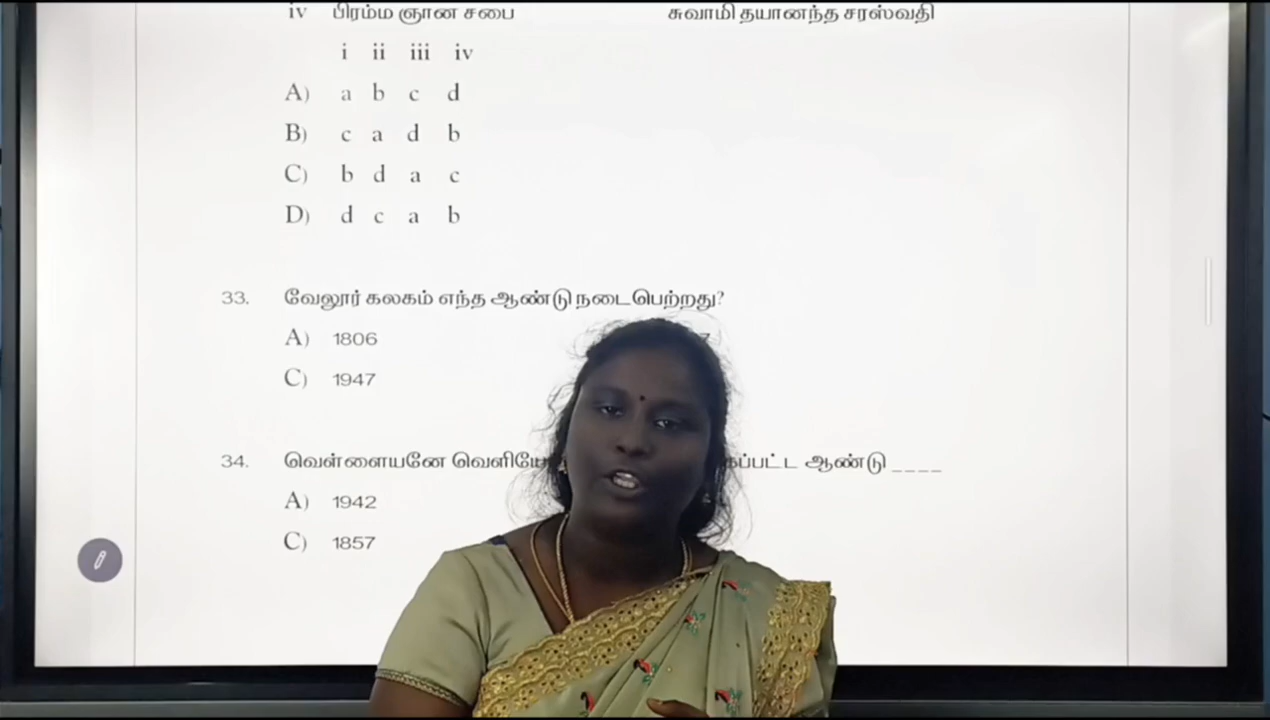 iv பிரம்ம ஞான சபை சுவாமி தயானந்த சரஸ்வதி
i ii iii iv
A) a b c d
B) c a d b
C) b d a c
D) d c a b
33. வேலூர் கலகம் எந்த ஆண்டு நடைபெற்றது?
A) 1806
C) 1947
34. வெள்ளையனே ஆண்டு ____
A) 1942
C) 1857